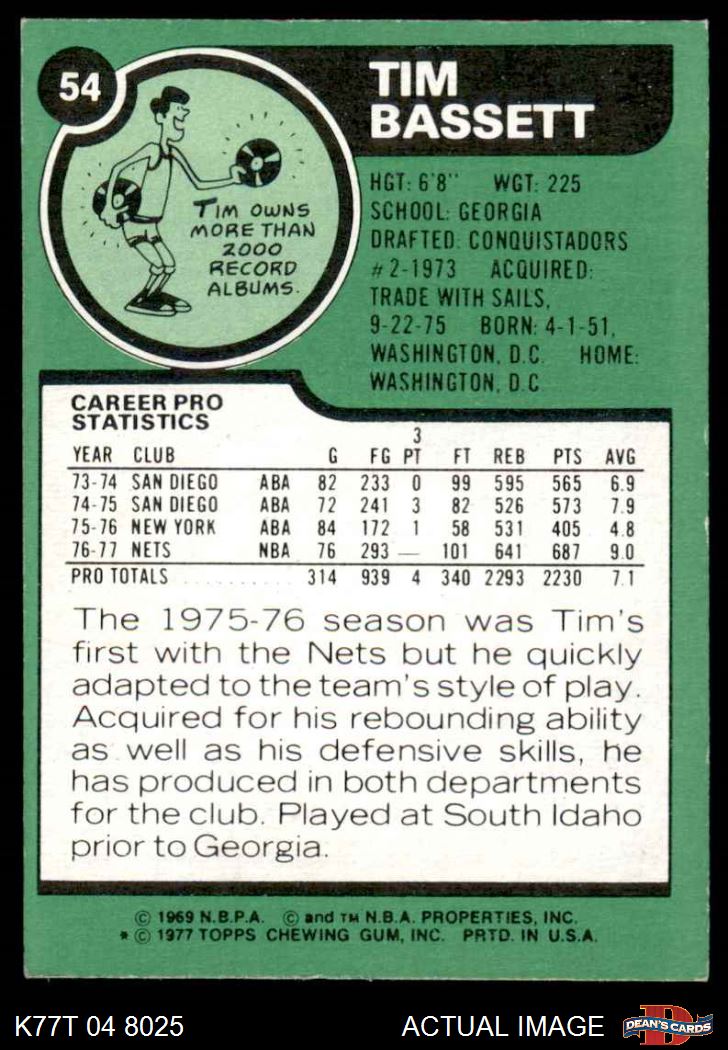 54
TIM
BASSETT
TIM OWNS
MORE THAN
2000
RECORD
ALBUMS.
HGT: 6'8" WGT: 225
SCHOOL: GEORGIA
DRAFTED: CONQUISTADORS
#2-1973 ACQUIRED:
TRADE WITH SAILS,
9-22-75 BORN: 4-1-51,
WASHINGTON, D.C. HOME:
WASHINGTON, D.C
CAREER PRO
STATISTICS
YEAR CLUB G FG 3 PT FT REB PTS AVG
73-74 SAN DIEGO ABA 82 233 0 99 595 565 6.9
74-75 SAN DIEGO ABA 72 241 3 82 526 573 7.9
75-76 NEW YORK ABA 84 172 1 58 531 405 4.8
76-77 NETS NBA 76 293 — 101 641 687 9.0
PRO TOTALS . . . . . . . . . . 314 939 4 340 2293 2230 7.1
The 1975-76 season was Tim's
first with the Nets but he quickly
adapted to the team's style of play.
Acquired for his rebounding ability
as well as his defensive skills, he
has produced in both departments
for the club. Played at South Idaho
prior to Georgia.
© 1969 N.B.P.A. © and TM N.B.A. PROPERTIES, INC.
* © 1977 TOPPS CHEWING GUM, INC. PRTD. IN U.S.A.
K77T 04 8025 ACTUAL IMAGE D DEAN'S CARDS